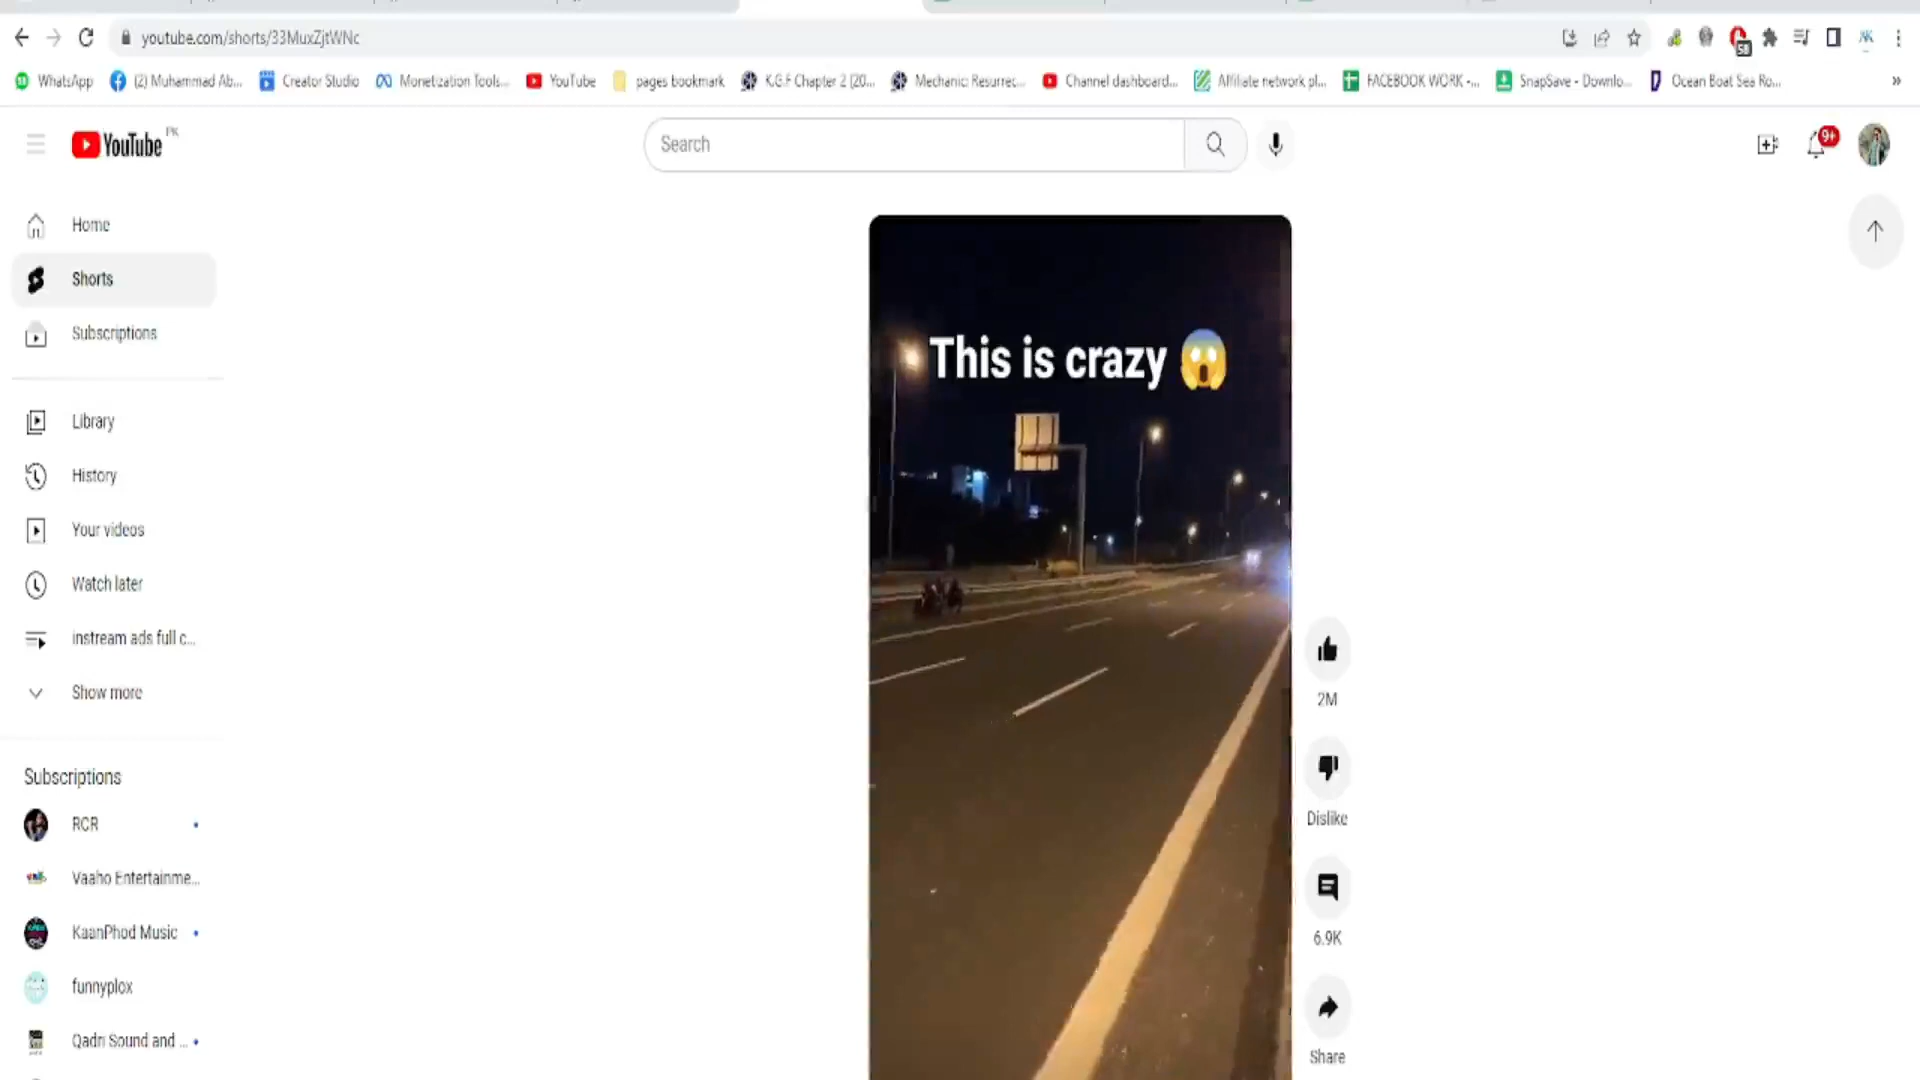 youtube.com/shorts/33MuxZjtWNc
WhatsApp
(2) Muhammad Ab...
Creator Studio
Monetization Tools...
YouTube
pages bookmark
K.G.F Chapter 2 (20...
Mechanic Resurrec...
Channel dashboard...
Affiliate network pl...
FACEBOOK WORK -...
SnapSave - Downlo...
Ocean Boat Sea Ro...
»
YouTube PK
Search
9+
Home
Shorts
Subscriptions
Library
History
Your videos
Watch later
instream ads full c...
Show more
Subscriptions
RCR
Vaaho Entertainme...
KaanPhod Music
funnyplox
Qadri Sound and ...
This is crazy 😱
2M
Dislike
6.9K
Share